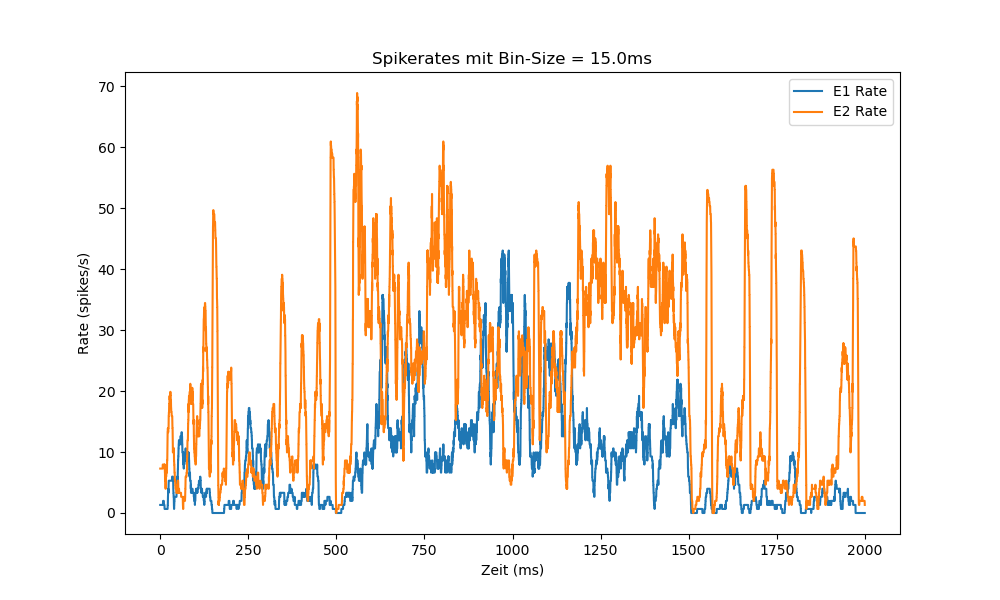 Spikerates mit Bin-Size = 15.0ms
E1 Rate
E2 Rate
Rate (spikes/s)
70
60
50
40
30
20
10
0
0 250 500 750 1000 1250 1500 1750 2000
Zeit (ms)